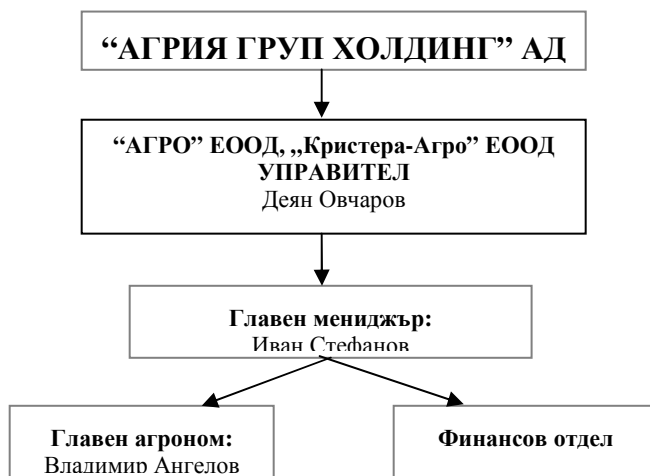 “АГРИЯ ГРУП ХОЛДИНГ” АД
“АГРО” ЕООД, „Кристера-Агро” ЕООД
УПРАВИТЕЛ
Деян Овчаров
Главен мениджър:
Иван Стефанов
Главен агроном:
Владимир Ангелов
Финансов отдел